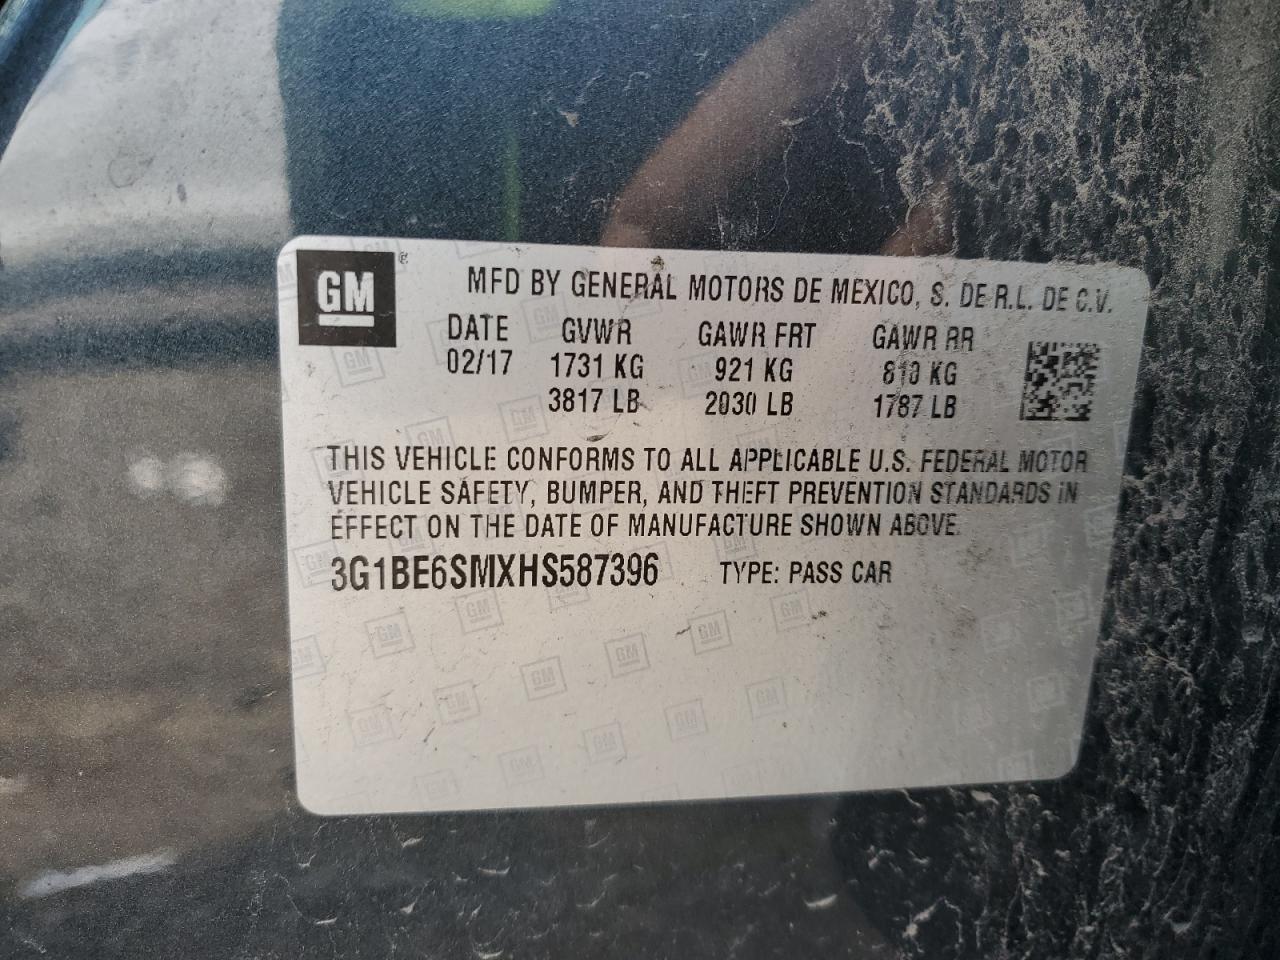 GM ® MFD BY GENERAL MOTORS DE MEXICO, S. DE R.L. DE C.V.
DATE GVWR GAWR FRT GAWR RR
02/17 1731 KG 921 KG 810 KG
3817 LB 2030 LB 1787 LB
THIS VEHICLE CONFORMS TO ALL APPLICABLE U.S. FEDERAL MOTOR
VEHICLE SAFETY, BUMPER, AND THEFT PREVENTION STANDARDS IN
EFFECT ON THE DATE OF MANUFACTURE SHOWN ABOVE.
3G1BE6SMXHS587396 TYPE: PASS CAR